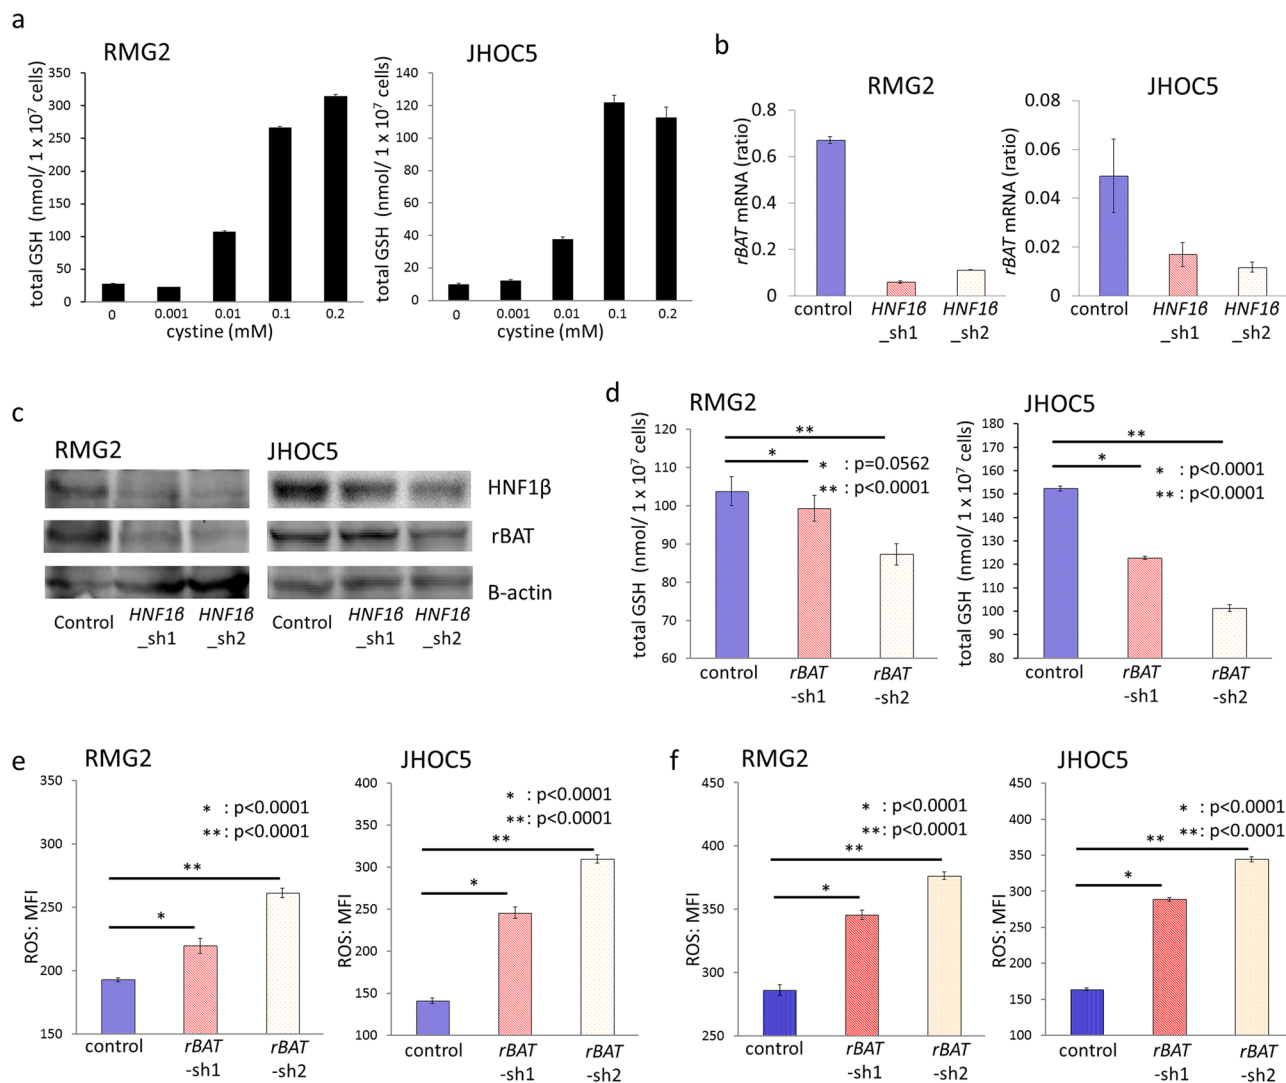 a
RMG2
total GSH (nmol/ 1 x 10⁷ cells)
350
300
250
200
150
100
50
0
0 0.001 0.01 0.1 0.2
cystine (mM)
JHOC5
total GSH (nmol/ 1 x 10⁷ cells)
140
120
100
80
60
40
20
0
0 0.001 0.01 0.1 0.2
cystine (mM)
b
RMG2
rBAT mRNA (ratio)
0.8
0.6
0.4
0.2
0
control HNF1β HNF1β
_sh1 _sh2
JHOC5
rBAT mRNA (ratio)
0.08
0.06
0.04
0.02
0
control HNF1β HNF1β
_sh1 _sh2
c
RMG2 JHOC5
HNF1β
rBAT
B-actin
Control HNF1β HNF1β Control HNF1β HNF1β
_sh1 _sh2 _sh1 _sh2
d
RMG2
total GSH (nmol/ 1 x 10⁷ cells)
120
110
100
90
80
70
60
**
*
* : p=0.0562
** : p<0.0001
control rBAT rBAT
-sh1 -sh2
JHOC5
total GSH (nmol/ 1 x 10⁷ cells)
180
170
160
150
140
130
120
110
100
90
80
**
*
* : p<0.0001
** : p<0.0001
control rBAT rBAT
-sh1 -sh2
e
RMG2
ROS: MFI
350
300
250
200
150
* : p<0.0001
** : p<0.0001
**
*
control rBAT rBAT
-sh1 -sh2
JHOC5
ROS: MFI
400
350
300
250
200
150
100
* : p<0.0001
** : p<0.0001
**
*
control rBAT rBAT
-sh1 -sh2
f
RMG2
ROS: MFI
450
400
350
300
250
* : p<0.0001
** : p<0.0001
**
*
control rBAT rBAT
-sh1 -sh2
JHOC5
ROS: MFI
450
400
350
300
250
200
150
100
* : p<0.0001
** : p<0.0001
**
*
control rBAT rBAT
-sh1 -sh2